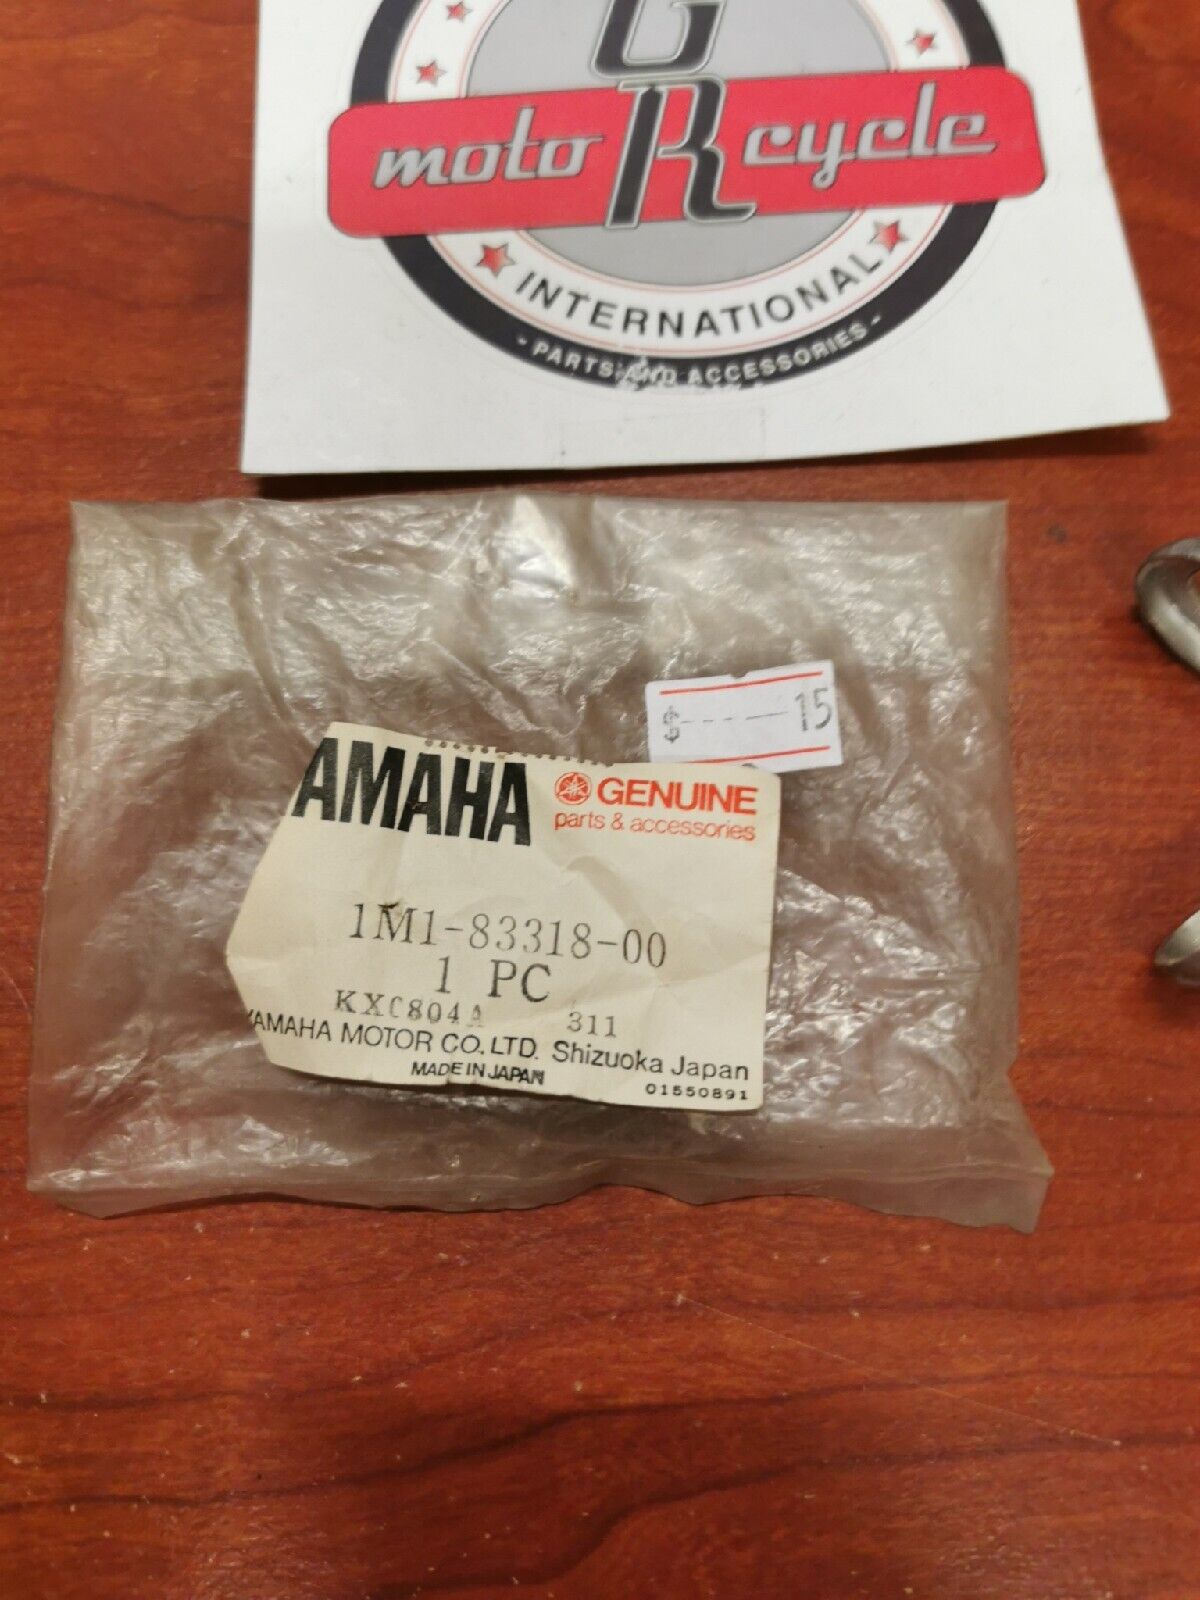 G
moto R cycle
INTERNATIONAL
- PARTS AND ACCESSORIES -
$ ------ 15
AMAHA GENUINE
parts & accessories
1M1-83318-00
1 PC
KXC804A 311
YAMAHA MOTOR CO.LTD. Shizuoka Japan
MADE IN JAPAN
01550891